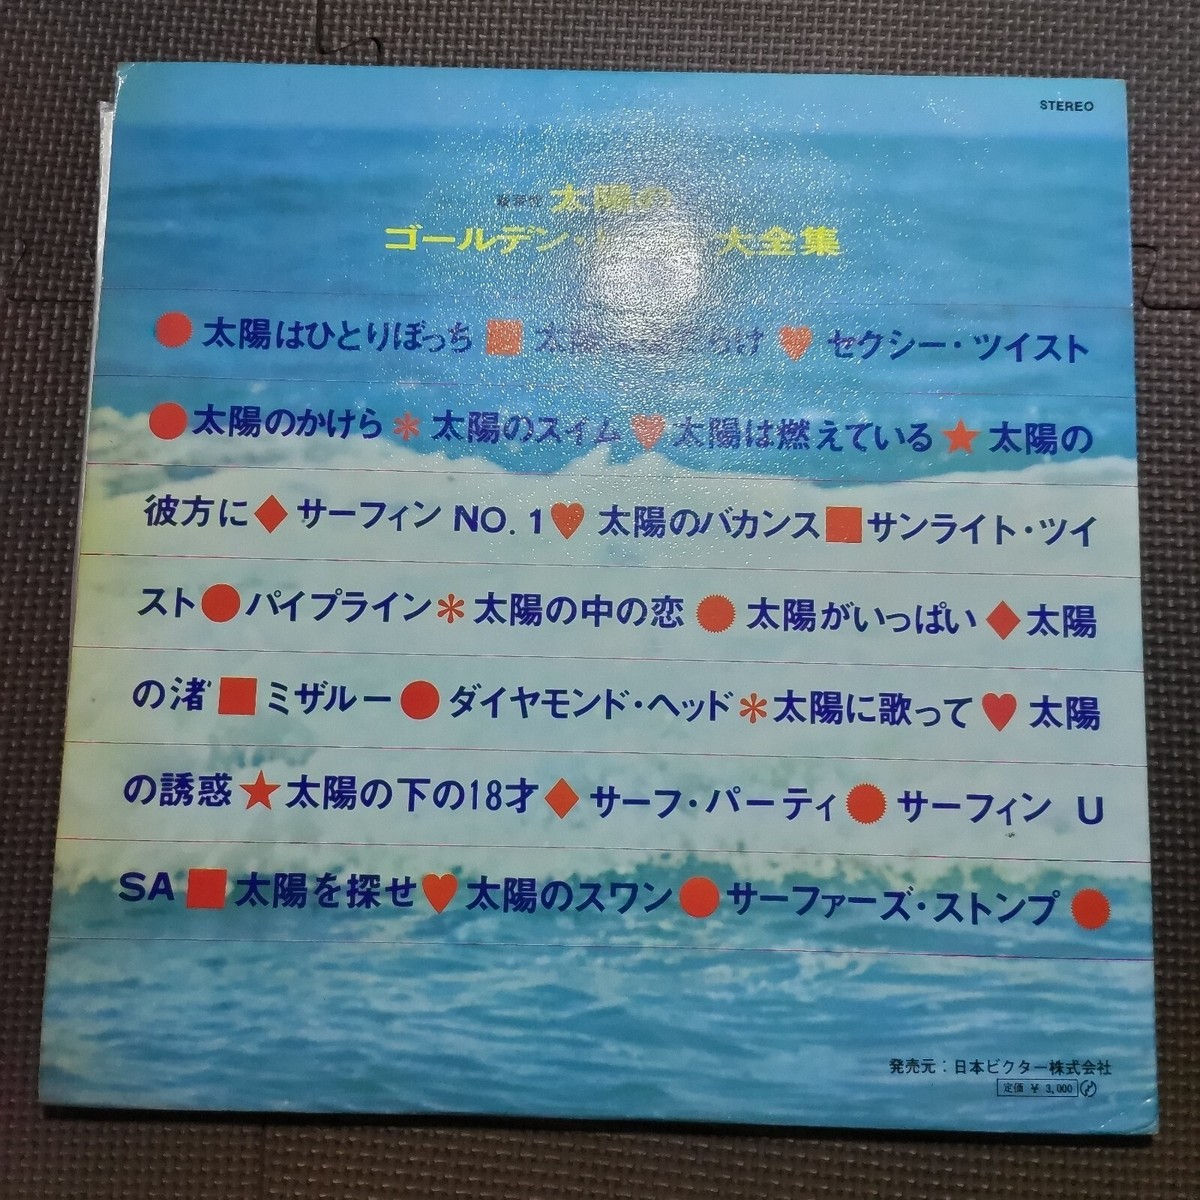 STEREO
太陽の
ゴールデン・ 大全集
太陽はひとりぼっち 太陽 だらけ セクシー・ツイスト
太陽のかけら 太陽のスイム 太陽は燃えている 太陽の
彼方に サーフィン NO. 1 太陽のバカンス サンライト・ツイ
スト パイプライン 太陽の中の恋 太陽がいっぱい 太陽
の渚 ミザルー ダイヤモンド・ヘッド 太陽に歌って 太陽
の誘惑 太陽の下の18才 サーフ・パーティ サーフィン U
SA 太陽を探せ 太陽のスワン サーファーズ・ストンプ
発売元：日本ビクター株式会社
定価 ¥ 3,000